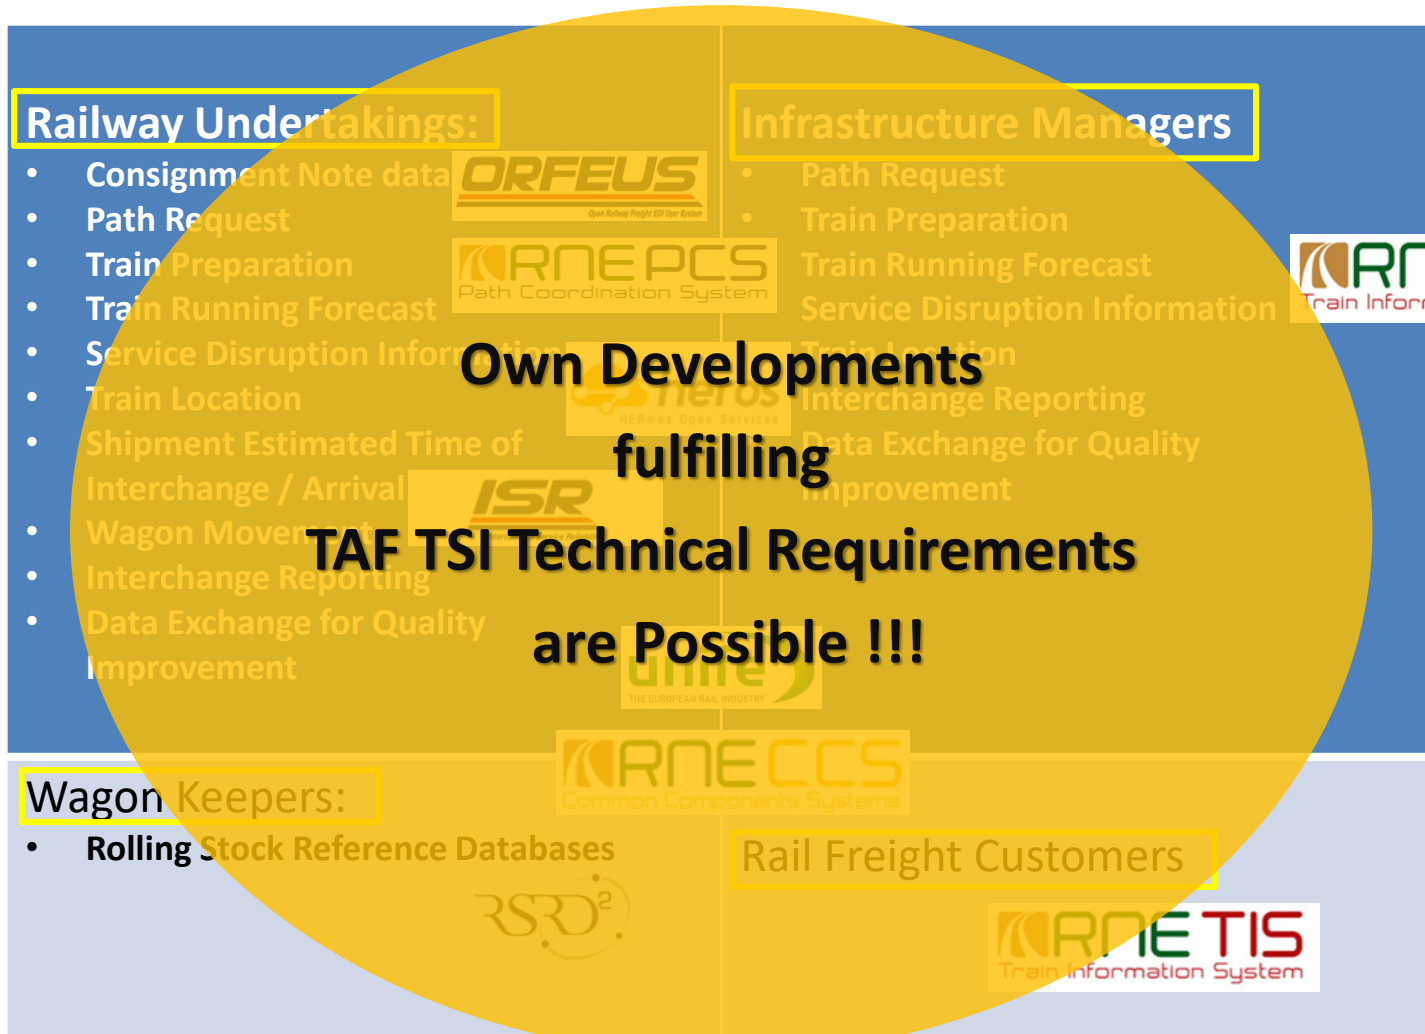 Railway Undertakings:
• Consignment Note data
• Path Request
• Train Preparation
• Train Running Forecast
• Service Disruption Information
• Train Location
• Shipment Estimated Time of
Interchange / Arrival
• Wagon Movement
• Interchange Reporting
• Data Exchange for Quality
Improvement
ORFEUS
Open Railway Freight EDI User System
RNE PCS
Path Coordination System
heros
HERmes Open Services
ISR
unife
THE EUROPEAN RAIL INDUSTRY
RNE CCS
Common Components Systems
Infrastructure Managers
• Path Request
• Train Preparation
Train Running Forecast
Service Disruption Information
Train Location
Interchange Reporting
Data Exchange for Quality
Improvement
RN
Train Infor
Own Developments
fulfilling
TAF TSI Technical Requirements
are Possible !!!
Wagon Keepers:
• Rolling Stock Reference Databases
RSRD²
Rail Freight Customers
RNE TIS
Train Information System